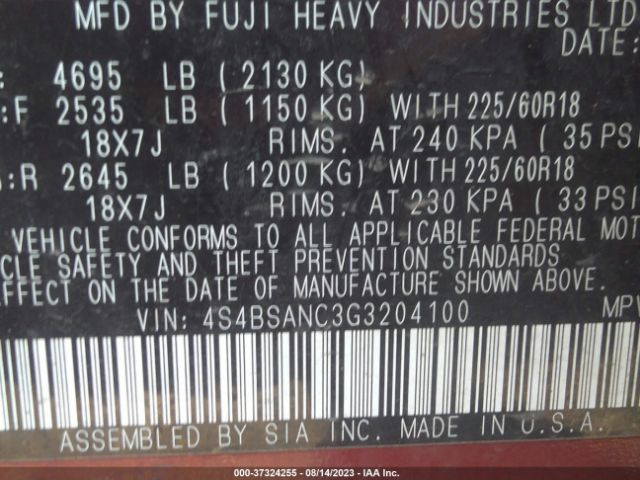 MFD BY FUJI HEAVY INDUSTRIES LTD
DATE:
: 4695 LB ( 2130 KG)
:F 2535 LB ( 1150 KG) WITH 225/60R18
18X7J RIMS. AT 240 KPA ( 35 PSI
:R 2645 LB ( 1200 KG) WITH 225/60R18
18X7J RIMS. AT 230 KPA ( 33 PSI
VEHICLE CONFORMS TO ALL APPLICABLE FEDERAL MOT
CLE SAFETY AND THEFT PREVENTION STANDARDS
EFFECT ON THE DATE OF MANUFACTURE SHOWN ABOVE.
VIN: 4S4BSANC3G3204100 MPV
ASSEMBLED BY SIA INC. MADE IN U.S.A.
000-37324255 - 08/14/2023 - IAA Inc.